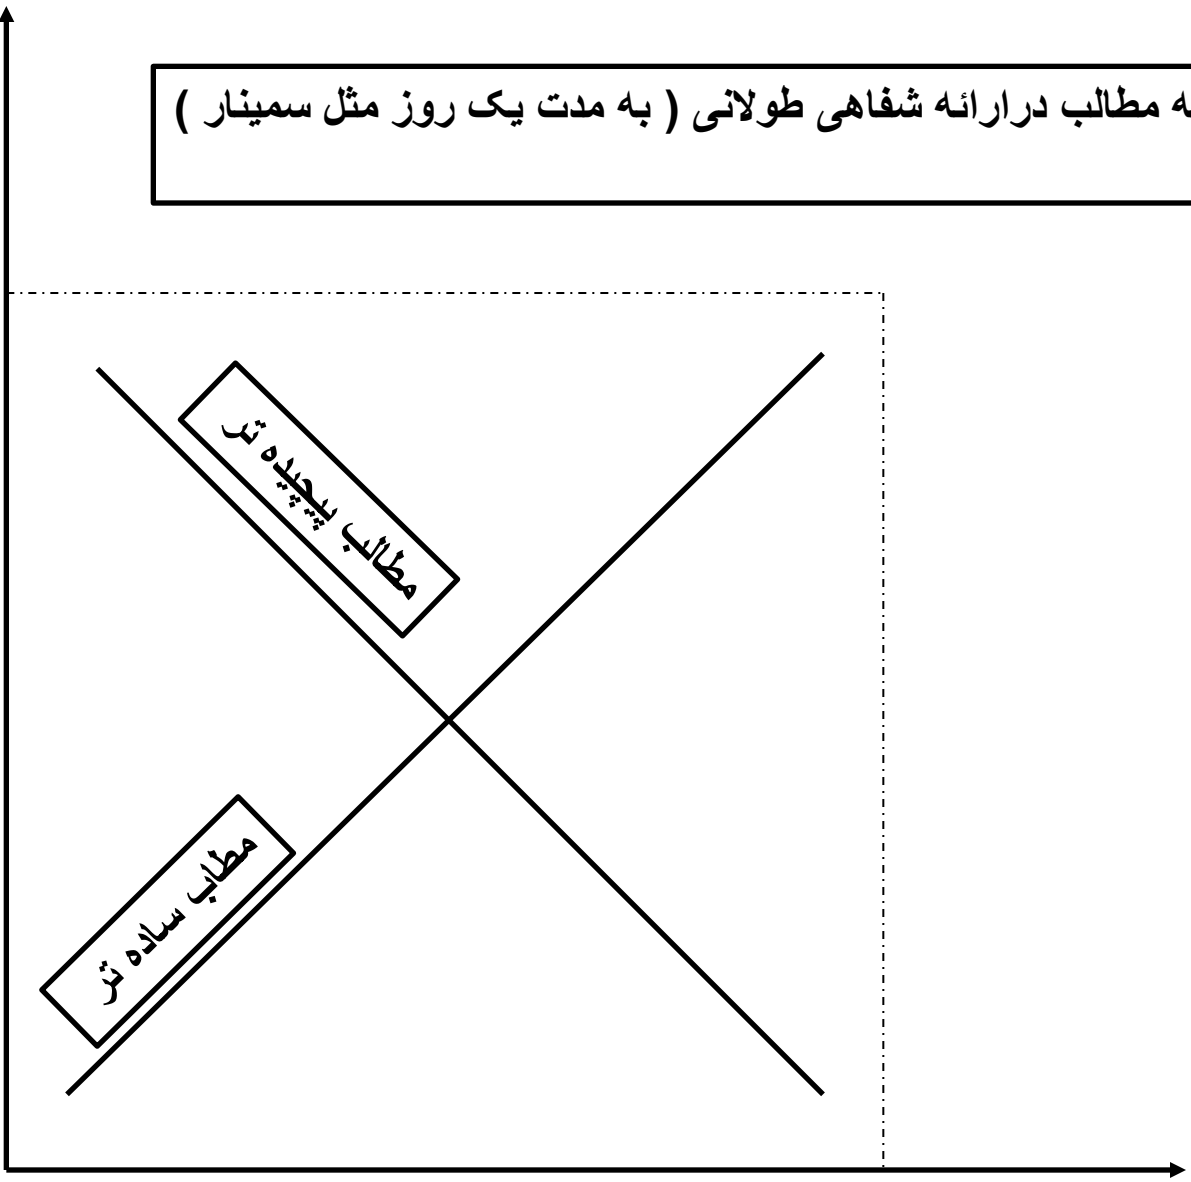 مطالب درارائه شفاهی طولانی ( به مدت یک روز مثل سمینار )
مطالب پیچیده تر
مطاب ساده تر